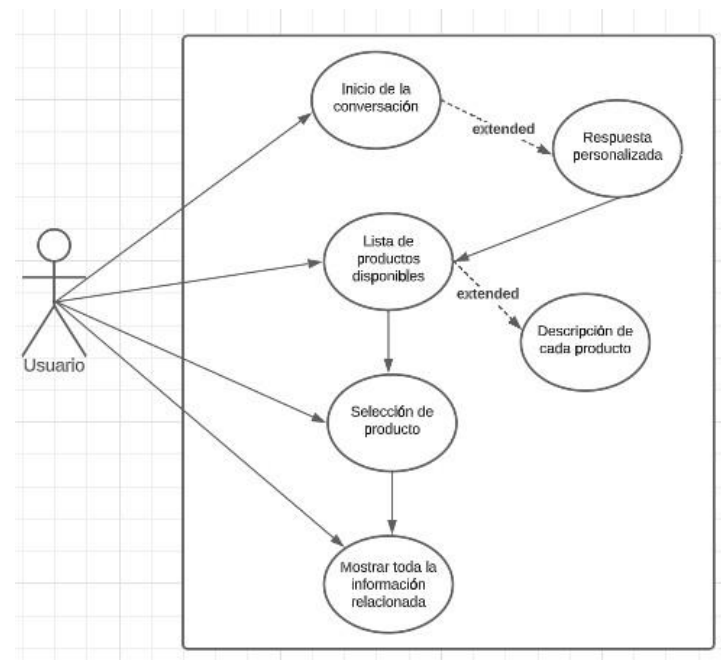 Inicio de la
conversación
extended
Respuesta
personalizada
Lista de
productos
disponibles
extended
Descripción de
cada producto
Usuario
Selección de
producto
Mostrar toda la
información
relacionada